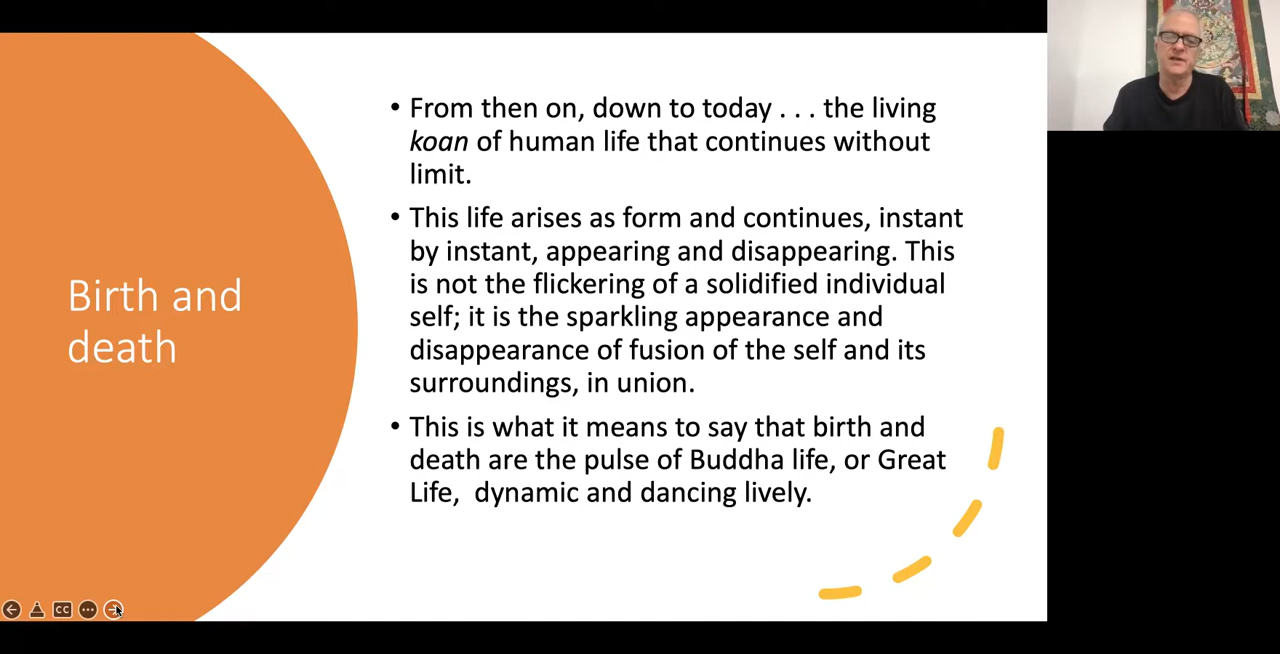 Birth and
death
• From then on, down to today . . . the living
koan of human life that continues without
limit.
• This life arises as form and continues, instant
by instant, appearing and disappearing. This
is not the flickering of a solidified individual
self; it is the sparkling appearance and
disappearance of fusion of the self and its
surroundings, in union.
• This is what it means to say that birth and
death are the pulse of Buddha life, or Great
Life,  dynamic and dancing lively.
CC